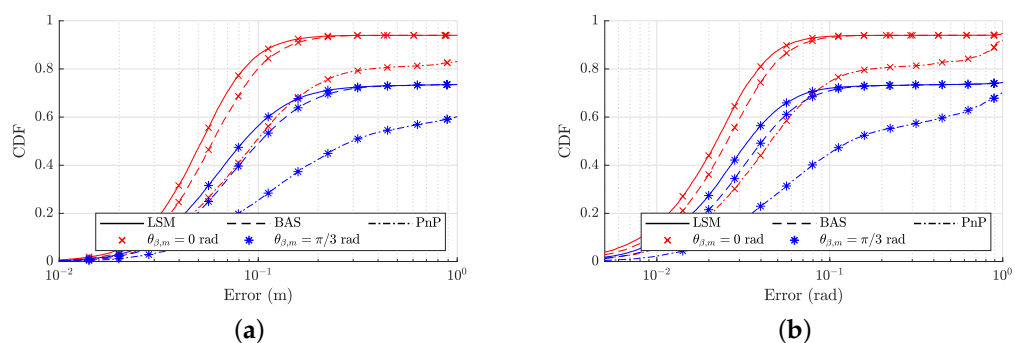 1
0.8
0.6
0.4
0.2
0
CDF
10⁻²
10⁻¹
10⁰
Error (m)
LSM
BAS
PnP
θβ,m = 0 rad
θβ,m = π/3 rad
(a)
1
0.8
0.6
0.4
0.2
0
CDF
10⁻²
10⁻¹
10⁰
Error (rad)
LSM
BAS
PnP
θβ,m = 0 rad
θβ,m = π/3 rad
(b)